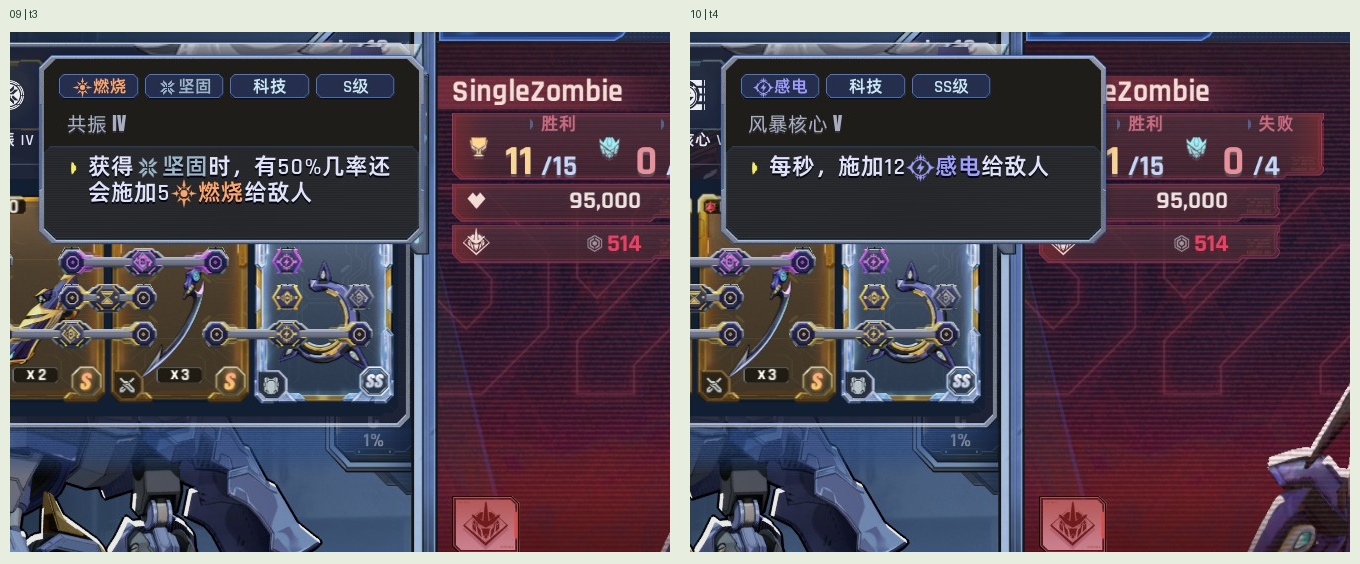 09 | t3
燃烧 坚固 科技 S级
共振 IV
获得坚固时，有50%几率还
会施加5燃烧给敌人
IV
SingleZombie
胜利
11 /15
0
95,000
514
x2
S
x3
S
SS
1%
10 | t4
感电 科技 SS级
风暴核心 V
每秒，施加12感电给敌人
eZombie
胜利
失败
/15
0 /4
95,000
514
x3
S
SS
1%